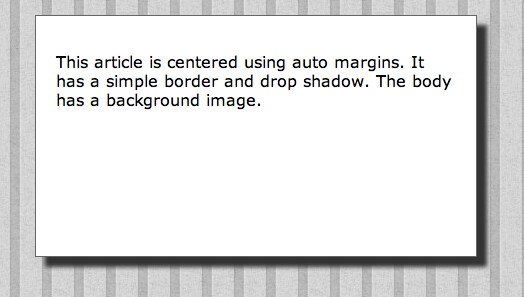 This article is centered using auto margins. It
has a simple border and drop shadow. The body
has a background image.